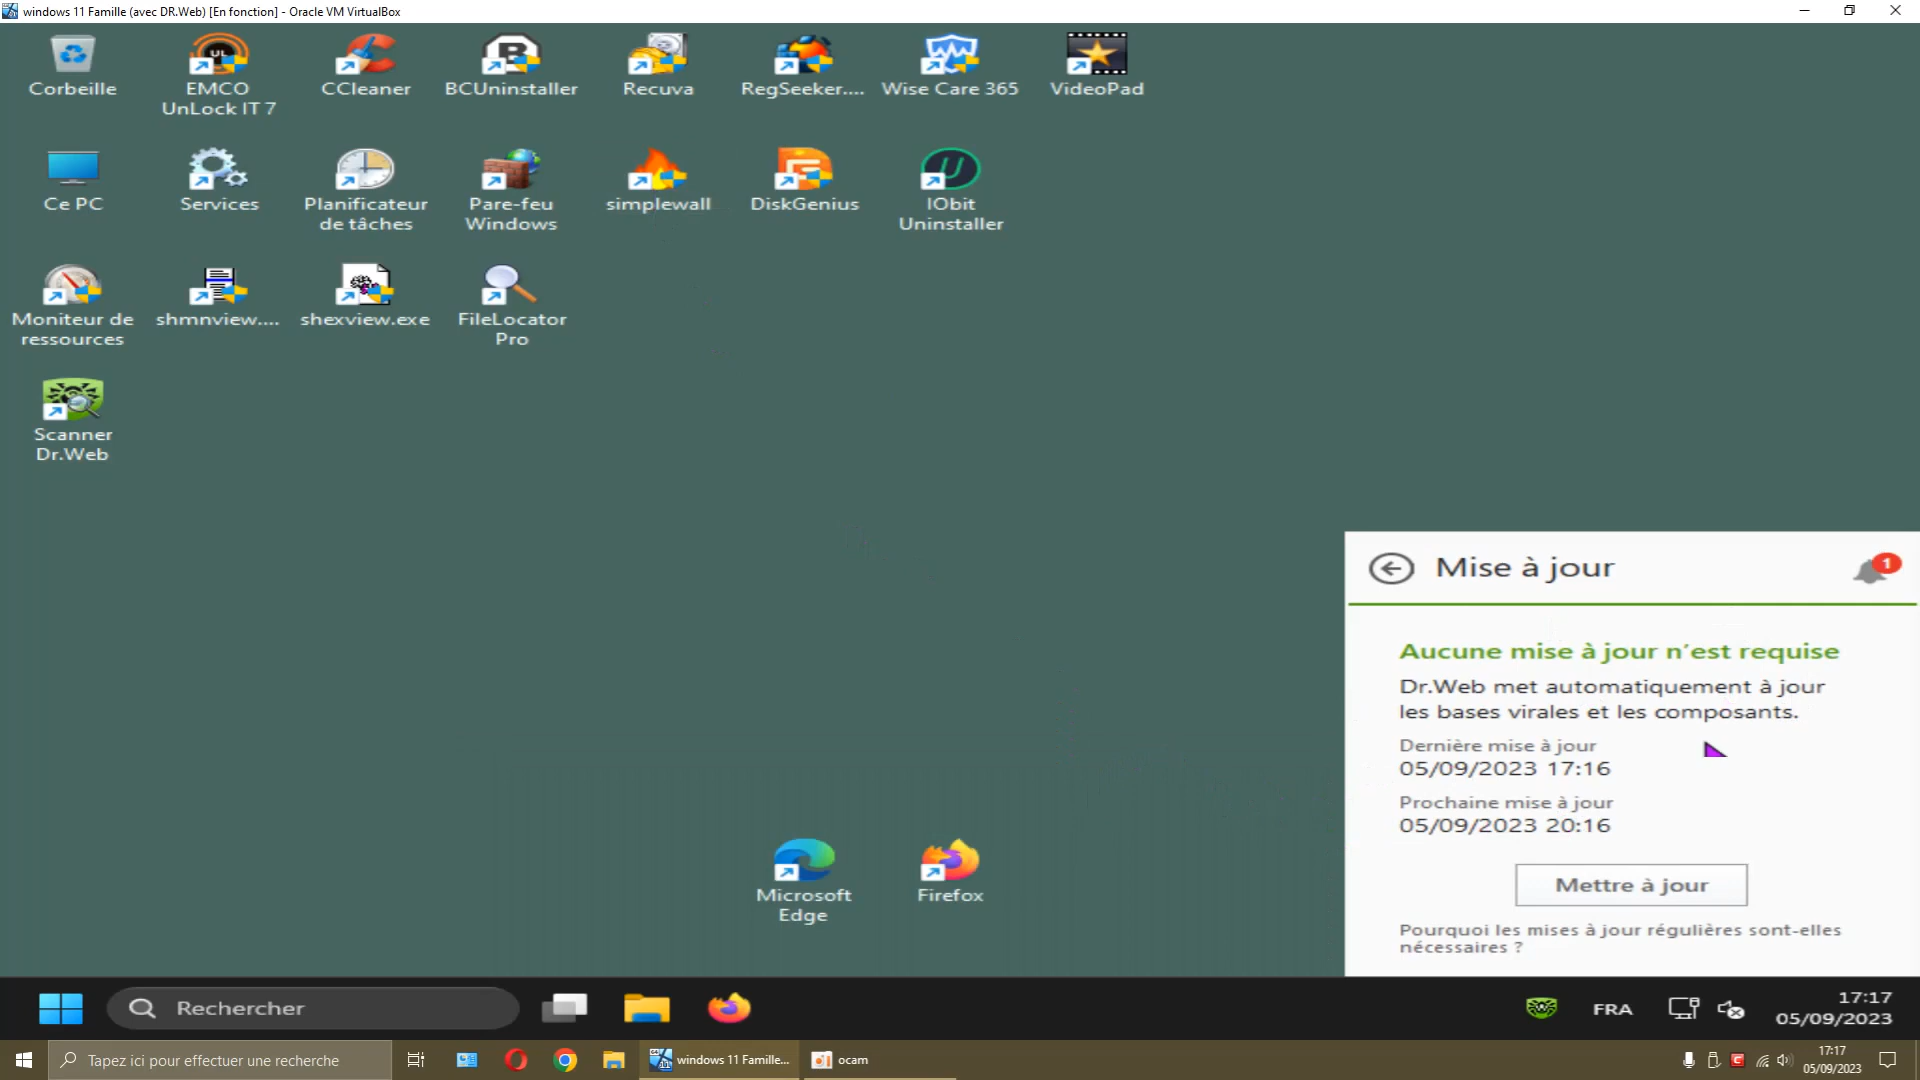 windows 11 Famille (avec DR.Web) [En fonction] - Oracle VM VirtualBox
Corbeille
EMCO
UnLock IT 7
CCleaner
BCUninstaller
Recuva
RegSeeker....
Wise Care 365
VideoPad
Ce PC
Services
Planificateur
de tâches
Pare-feu
Windows
simplewall
DiskGenius
IObit
Uninstaller
Moniteur de
ressources
shmnview....
shexview.exe
FileLocator
Pro
Scanner
Dr.Web
Microsoft
Edge
Firefox
Mise à jour
1
Aucune mise à jour n'est requise
Dr.Web met automatiquement à jour
les bases virales et les composants.
Dernière mise à jour
05/09/2023 17:16
Prochaine mise à jour
05/09/2023 20:16
Mettre à jour
Pourquoi les mises à jour régulières sont-elles
nécessaires ?
Rechercher
FRA
17:17
05/09/2023
Tapez ici pour effectuer une recherche
windows 11 Famille...
ocam
17:17
05/09/2023